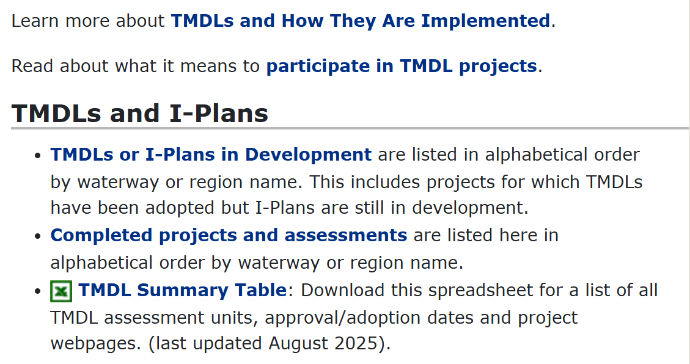 Learn more about TMDLs and How They Are Implemented.
Read about what it means to participate in TMDL projects.
TMDLs and I-Plans
• TMDLs or I-Plans in Development are listed in alphabetical order
by waterway or region name. This includes projects for which TMDLs
have been adopted but I-Plans are still in development.
• Completed projects and assessments are listed here in
alphabetical order by waterway or region name.
• TMDL Summary Table: Download this spreadsheet for a list of all
TMDL assessment units, approval/adoption dates and project
webpages. (last updated August 2025).